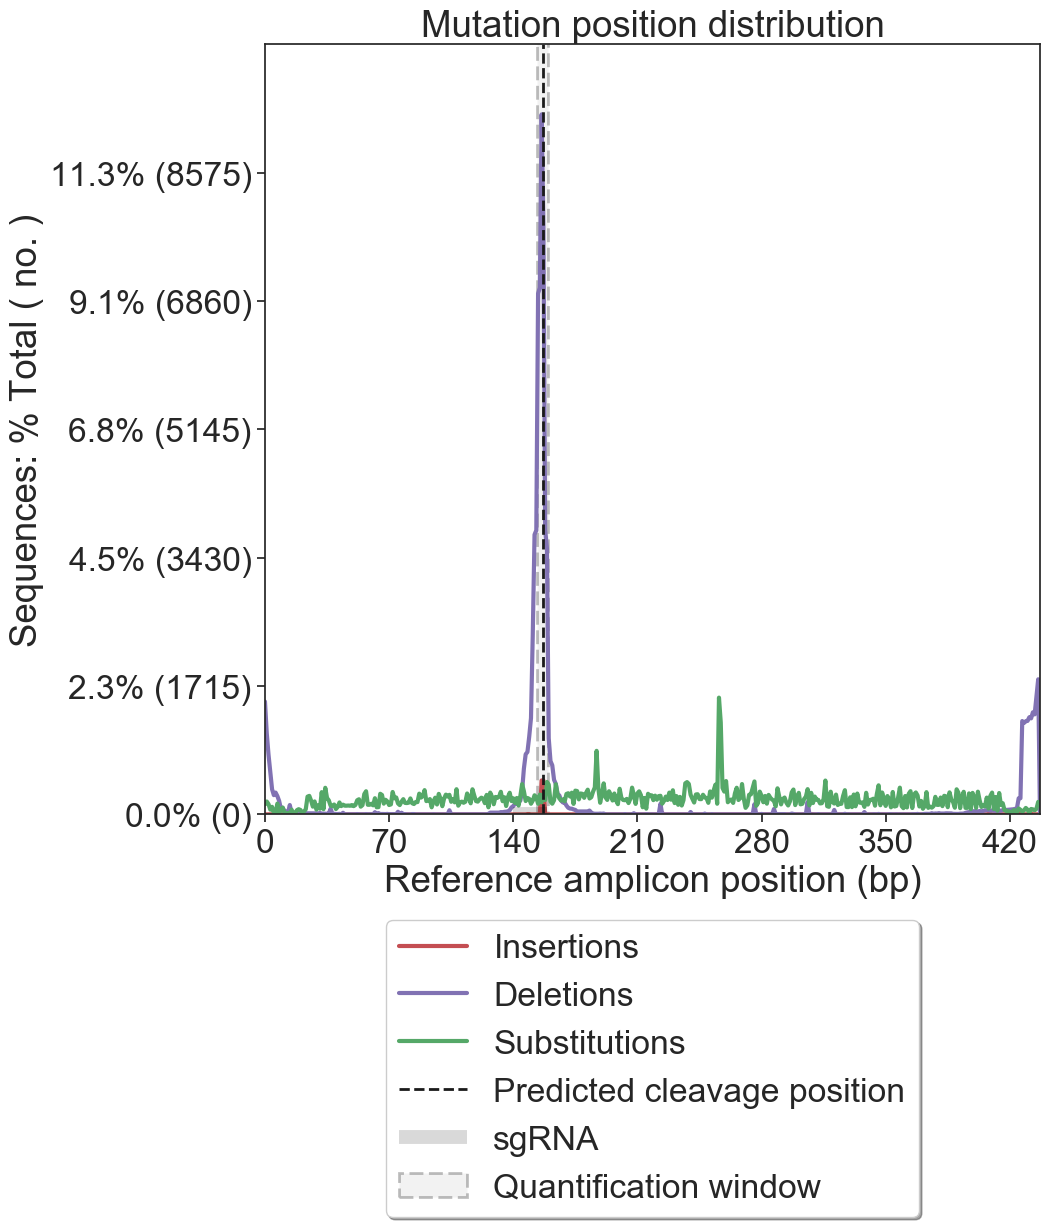 Mutation position distribution
Sequences: % Total ( no. )
11.3% (8575)
9.1% (6860)
6.8% (5145)
4.5% (3430)
2.3% (1715)
0.0% (0)
0 70 140 210 280 350 420
Reference amplicon position (bp)
Insertions
Deletions
Substitutions
Predicted cleavage position
sgRNA
Quantification window